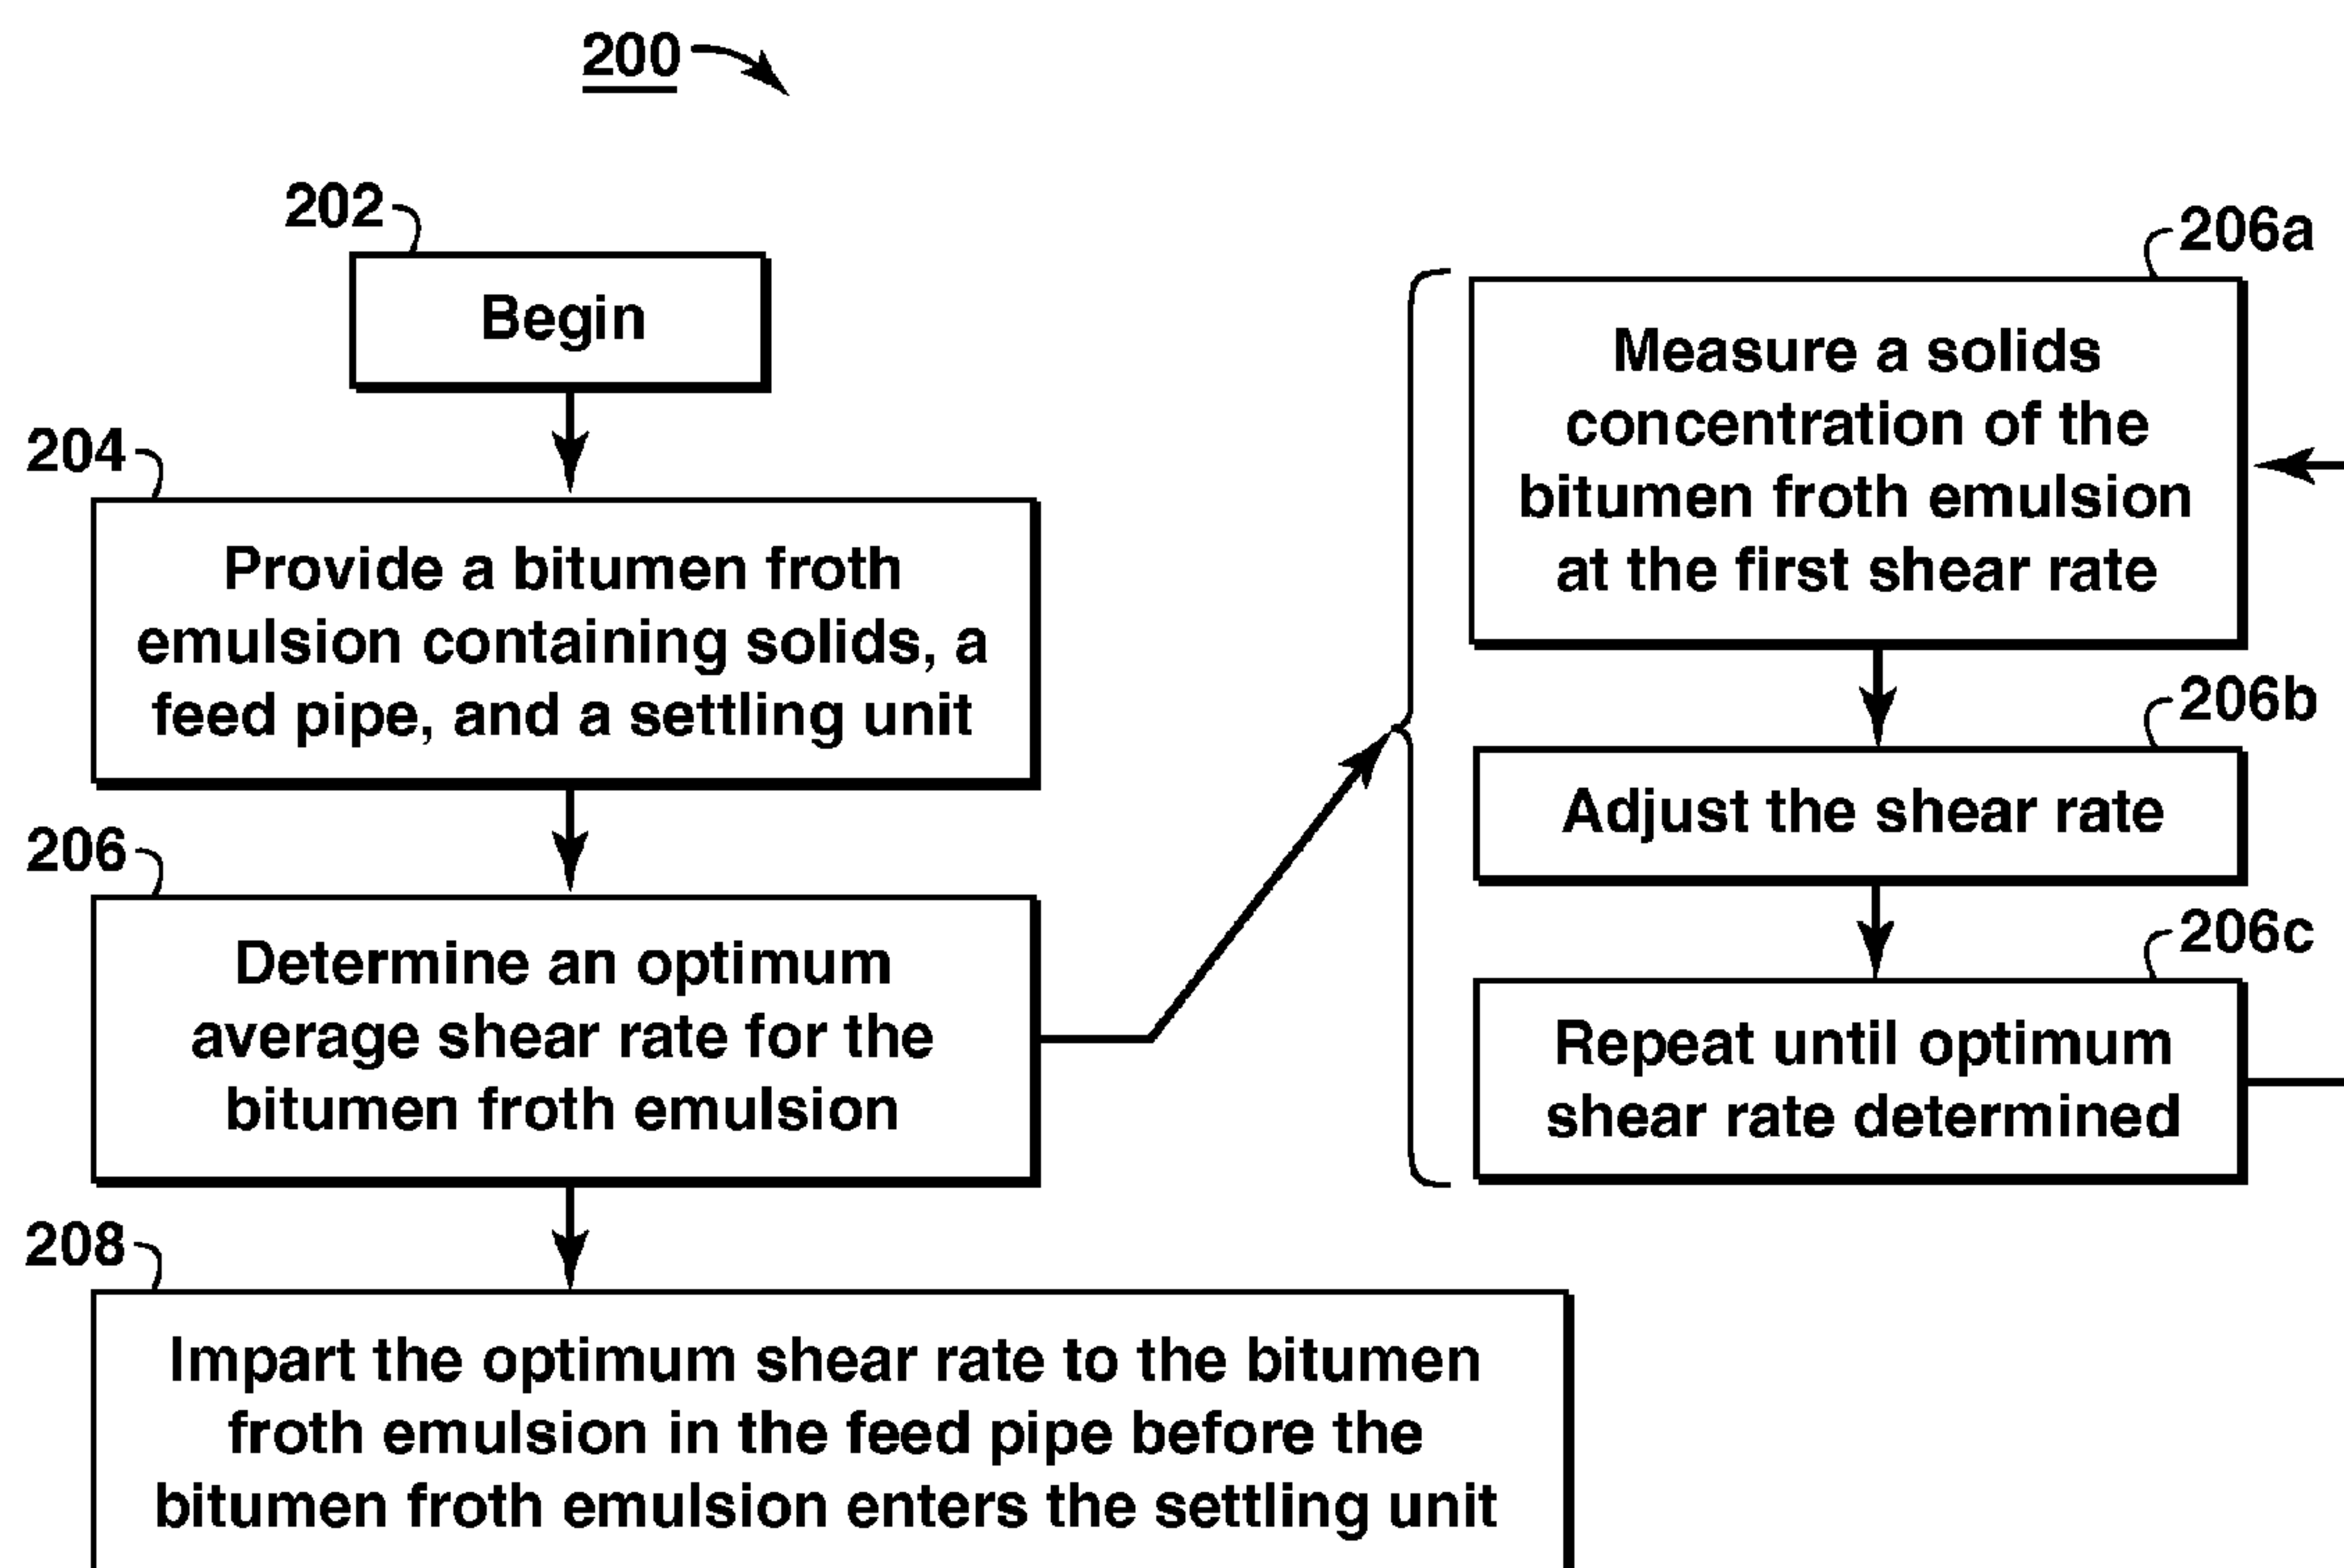 200
202
Begin
204
Provide a bitumen froth
emulsion containing solids, a
feed pipe, and a settling unit
206
Determine an optimum
average shear rate for the
bitumen froth emulsion
206a
Measure a solids
concentration of the
bitumen froth emulsion
at the first shear rate
206b
Adjust the shear rate
206c
Repeat until optimum
shear rate determined
208
Impart the optimum shear rate to the bitumen
froth emulsion in the feed pipe before the
bitumen froth emulsion enters the settling unit